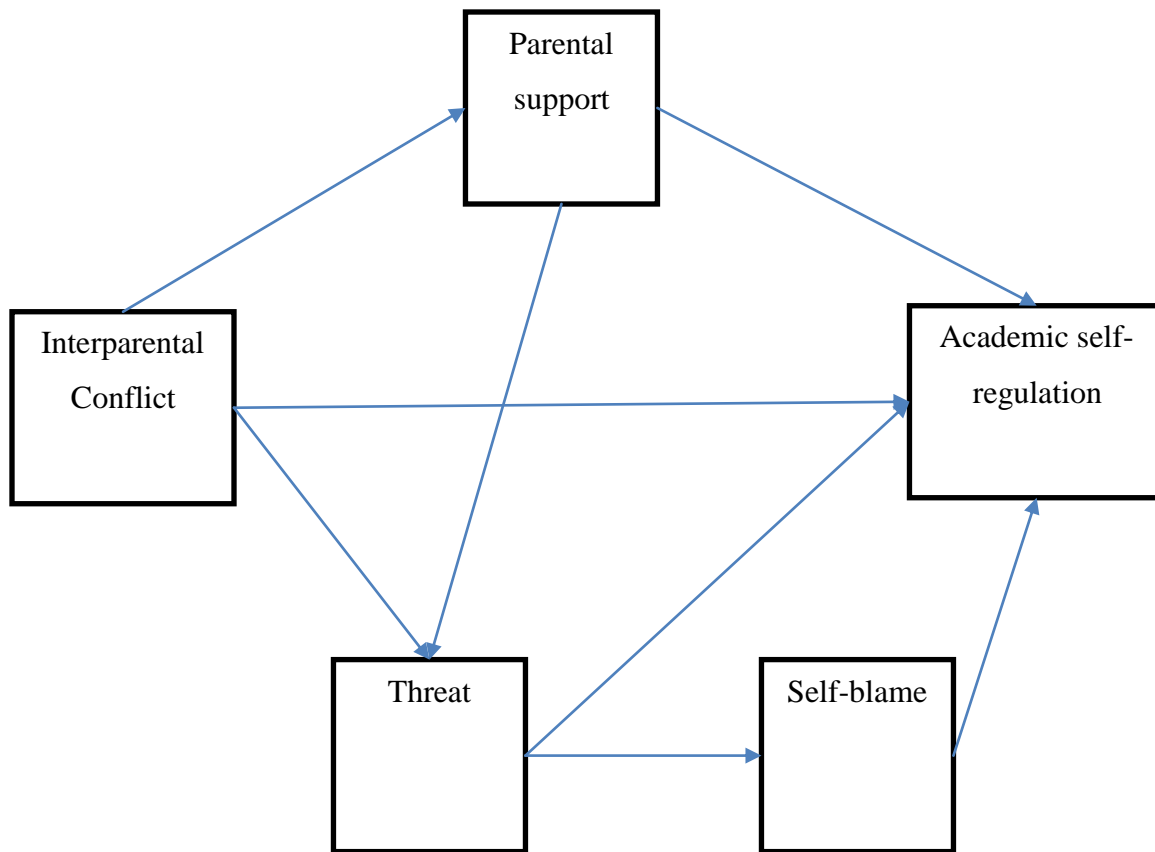 Parental
support
Interparental
Conflict
Academic self-
regulation
Threat
Self-blame